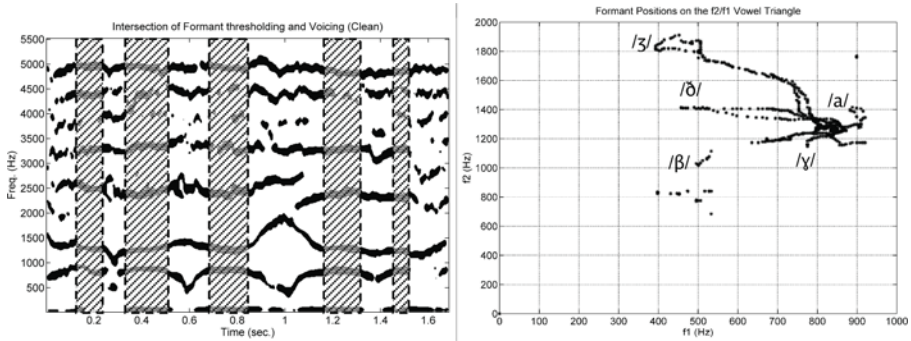 Intersection of Formant thresholding and Voicing (Clean)
5500
5000
4500
4000
3500
3000
2500
2000
1500
1000
500
Freq. (Hz)
0.2 0.4 0.6 0.8 1 1.2 1.4 1.6
Time (sec.)
Formant Positions on the f2/f1 Vowel Triangle
2000
1800
1600
1400
1200
1000
800
600
400
200
0
f2 (Hz)
/ʒ/
/ð/
/a/
/β/
/ɣ/
0 100 200 300 400 500 600 700 800 900 1000
f1 (Hz)